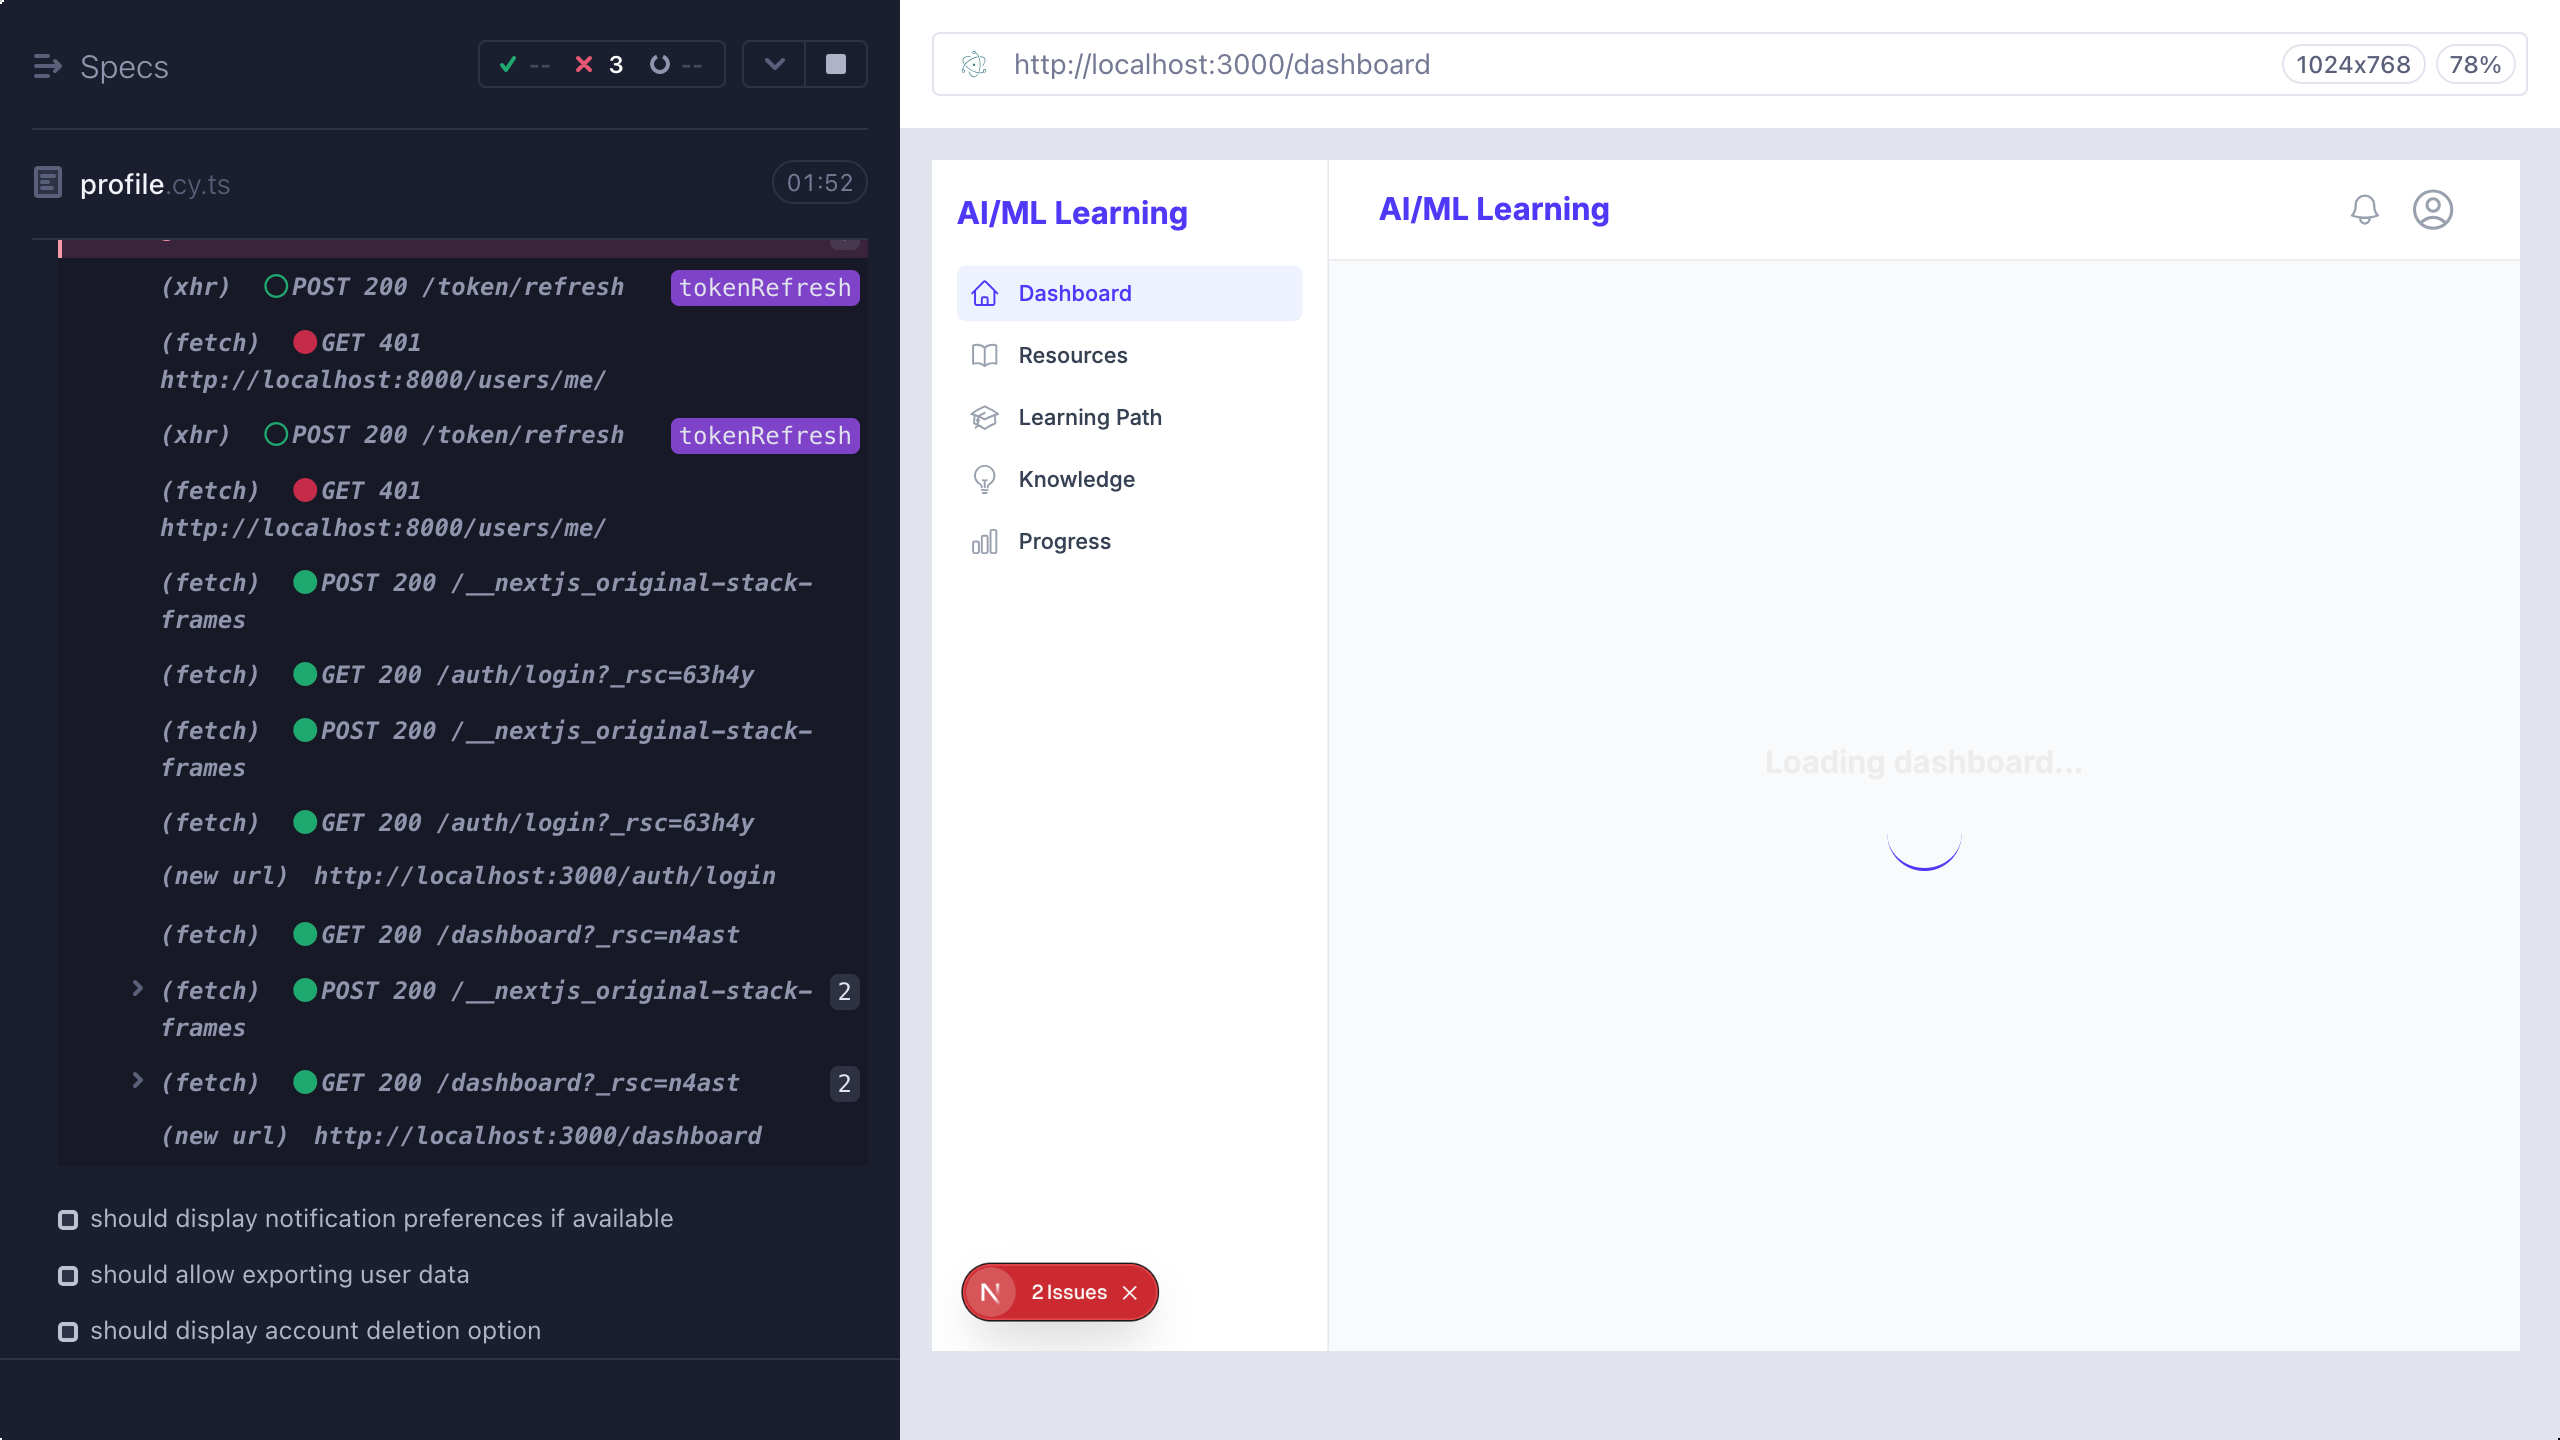 Specs
-- 3 --
profile.cy.ts
01:52
(xhr) POST 200 /token/refresh tokenRefresh
(fetch) GET 401
http://localhost:8000/users/me/
(xhr) POST 200 /token/refresh tokenRefresh
(fetch) GET 401
http://localhost:8000/users/me/
(fetch) POST 200 /__nextjs_original-stack-
frames
(fetch) GET 200 /auth/login?_rsc=63h4y
(fetch) POST 200 /__nextjs_original-stack-
frames
(fetch) GET 200 /auth/login?_rsc=63h4y
(new url) http://localhost:3000/auth/login
(fetch) GET 200 /dashboard?_rsc=n4ast
(fetch) POST 200 /__nextjs_original-stack- 2
frames
(fetch) GET 200 /dashboard?_rsc=n4ast 2
(new url) http://localhost:3000/dashboard
should display notification preferences if available
should allow exporting user data
should display account deletion option
http://localhost:3000/dashboard
1024x768
78%
AI/ML Learning
Dashboard
Resources
Learning Path
Knowledge
Progress
N 2 Issues
AI/ML Learning
Loading dashboard...